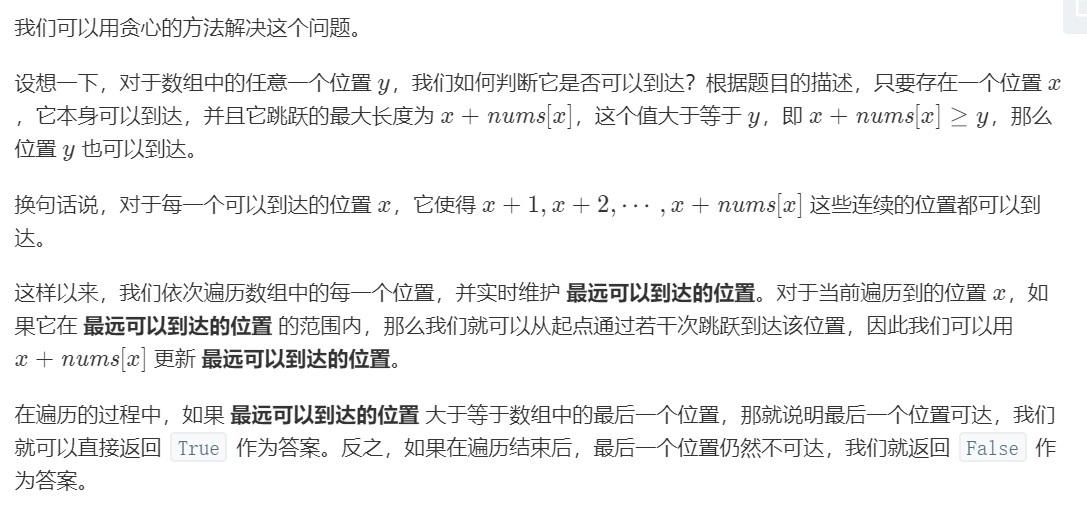 我们可以用贪心的方法解决这个问题。
设想一下，对于数组中的任意一个位置 y，我们如何判断它是否可以到达？根据题目的描述，只要存在一个位置 x
，它本身可以到达，并且它跳跃的最大长度为 x + nums[x]，这个值大于等于 y，即 x + nums[x] ≥ y，那么
位置 y 也可以到达。
换句话说，对于每一个可以到达的位置 x，它使得 x + 1, x + 2, ⋯ , x + nums[x] 这些连续的位置都可以到
达。
这样以来，我们依次遍历数组中的每一个位置，并实时维护 最远可以到达的位置。对于当前遍历到的位置 x，如
果它在 最远可以到达的位置 的范围内，那么我们就可以从起点通过若干次跳跃到达该位置，因此我们可以用
x + nums[x] 更新 最远可以到达的位置。
在遍历的过程中，如果 最远可以到达的位置 大于等于数组中的最后一个位置，那就说明最后一个位置可达，我们
就可以直接返回 True 作为答案。反之，如果在遍历结束后，最后一个位置仍然不可达，我们就返回 False 作
为答案。